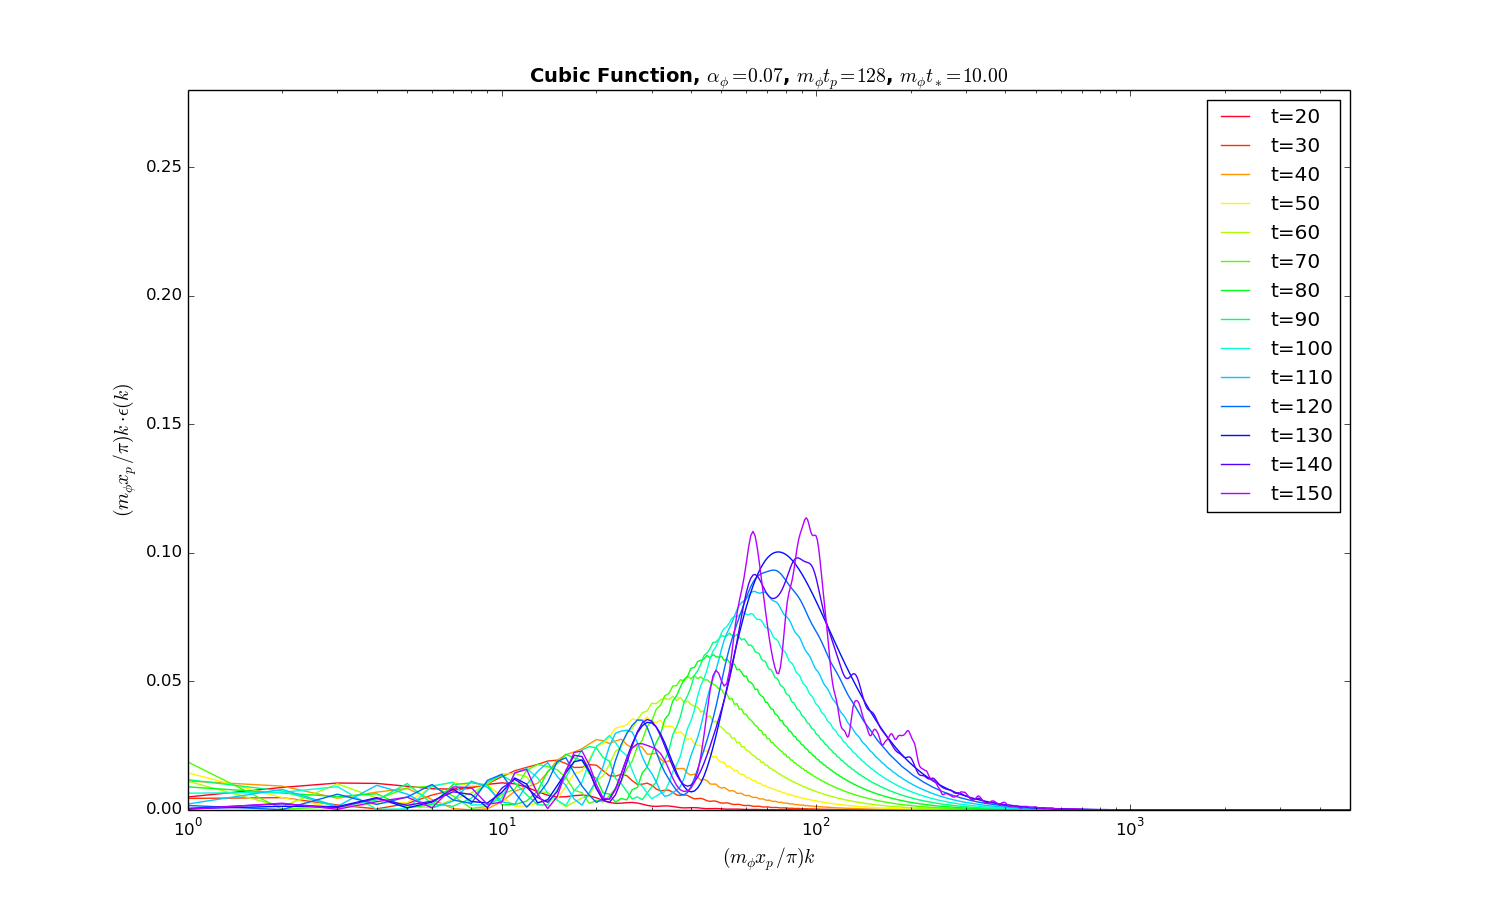 Cubic Function, α_ϕ=0.07, m_ϕt_p=128, m_ϕt_*=10.00
t=20
t=30
t=40
t=50
t=60
t=70
t=80
t=90
t=100
t=110
t=120
t=130
t=140
t=150
(m_ϕx_p/π)k·ϵ(k)
0.25
0.20
0.15
0.10
0.05
0.00
10^0 10^1 10^2 10^3
(m_ϕx_p/π)k